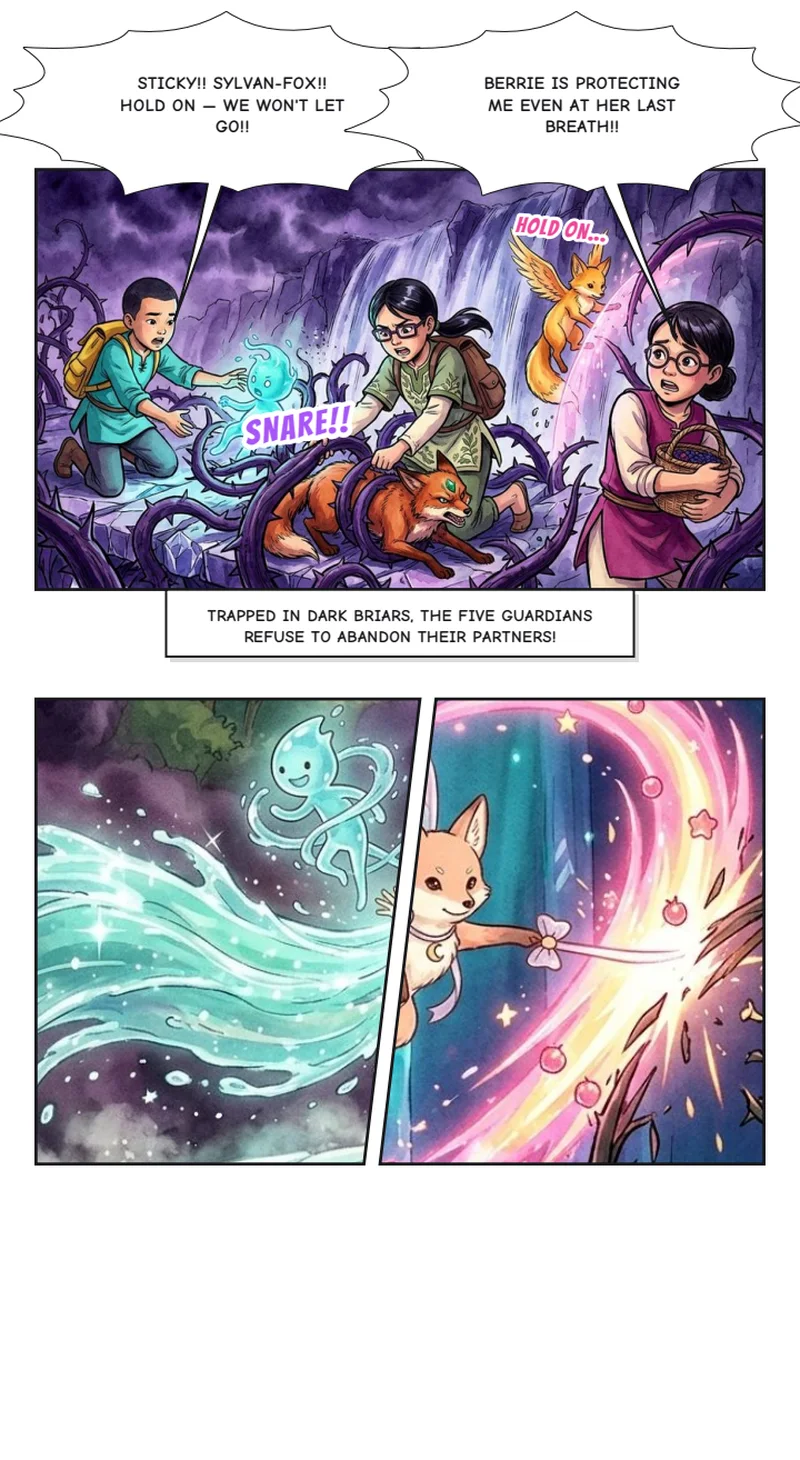 STICKY!! SYLVAN-FOX!!
HOLD ON — WE WON'T LET
GO!!
BERRIE IS PROTECTING
ME EVEN AT HER LAST
BREATH!!
HOLD ON...
SNARE!!
TRAPPED IN DARK BRIARS, THE FIVE GUARDIANS
REFUSE TO ABANDON THEIR PARTNERS!